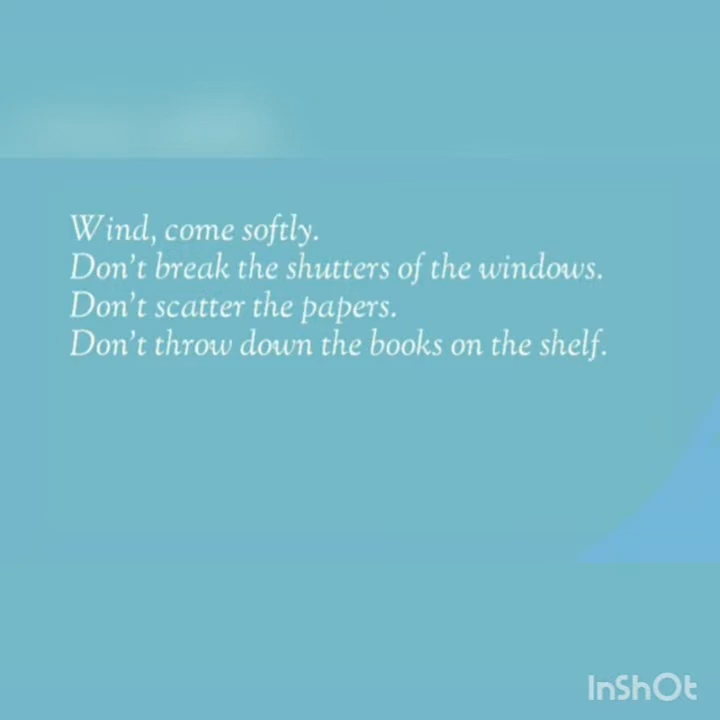 Wind, come softly.
Don't break the shutters of the windows.
Don't scatter the papers.
Don't throw down the books on the shelf.
InShOt